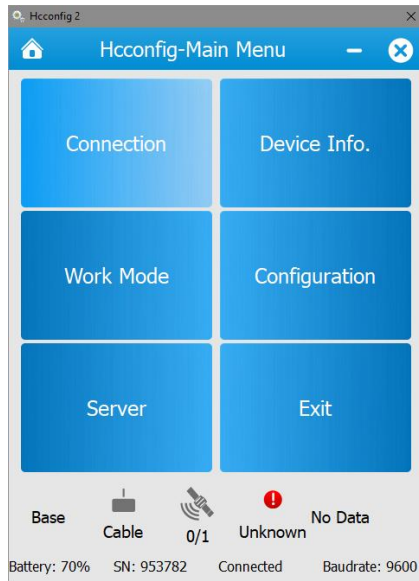 Hcconfig 2
Hcconfig-Main Menu
Connection Device Info.
Work Mode Configuration
Server Exit
Base Cable 0/1 Unknown No Data
Battery: 70% SN: 953782 Connected Baudrate: 9600